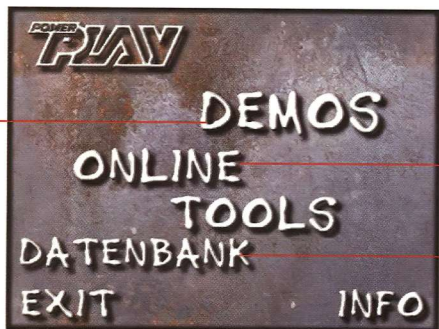 POWER
PLAY
DEMOS
ONLINE
TOOLS
DATENBANK
EXIT INFO